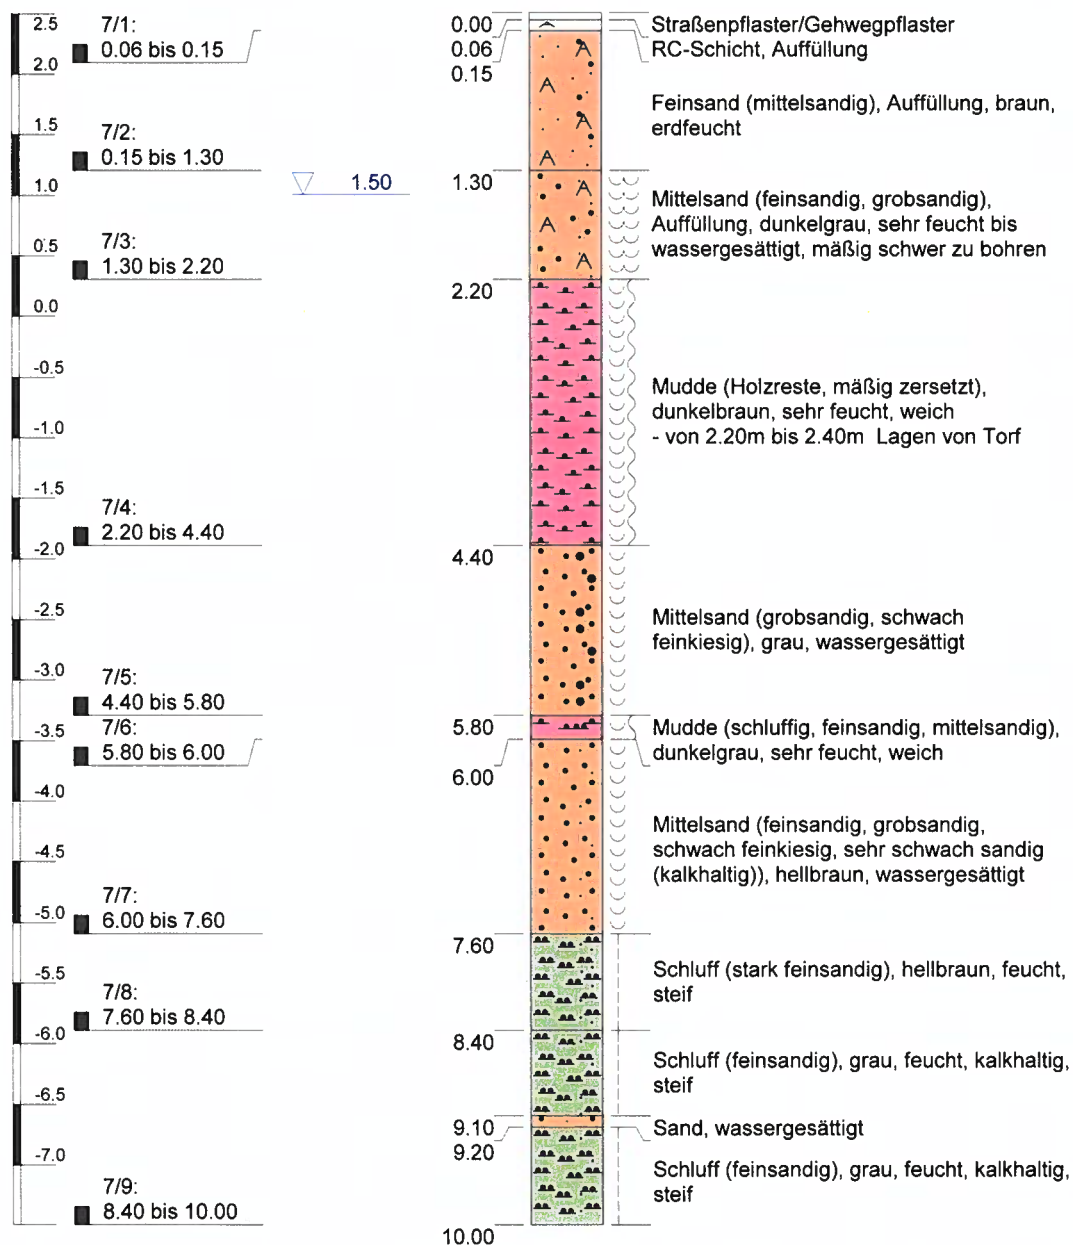 2.5
7/1:
0.06 bis 0.15
2.0
1.5
7/2:
0.15 bis 1.30
1.0
7/3:
0.5
1.30 bis 2.20
0.0
-0.5
-1.0
-1.5
7/4:
2.20 bis 4.40
-2.0
-2.5
-3.0
7/5:
4.40 bis 5.80
7/6:
-3.5
5.80 bis 6.00
-4.0
-4.5
7/7:
-5.0
6.00 bis 7.60
-5.5
7/8:
7.60 bis 8.40
-6.0
-6.5
-7.0
7/9:
8.40 bis 10.00
1.50
0.00
0.06
0.15
1.30
2.20
4.40
5.80
6.00
7.60
8.40
9.10
9.20
10.00
A
A
A
A
A
A
A
A
Straßenpflaster/Gehwegpflaster
RC-Schicht, Auffüllung
Feinsand (mittelsandig), Auffüllung, braun,
erdfeucht
Mittelsand (feinsandig, grobsandig),
Auffüllung, dunkelgrau, sehr feucht bis
wassergesättigt, mäßig schwer zu bohren
Mudde (Holzreste, mäßig zersetzt),
dunkelbraun, sehr feucht, weich
- von 2.20m bis 2.40m Lagen von Torf
Mittelsand (grobsandig, schwach
feinkiesig), grau, wassergesättigt
Mudde (schluffig, feinsandig, mittelsandig),
dunkelgrau, sehr feucht, weich
Mittelsand (feinsandig, grobsandig,
schwach feinkiesig, sehr schwach sandig
(kalkhaltig)), hellbraun, wassergesättigt
Schluff (stark feinsandig), hellbraun, feucht,
steif
Schluff (feinsandig), grau, feucht, kalkhaltig,
steif
Sand, wassergesättigt
Schluff (feinsandig), grau, feucht, kalkhaltig,
steif